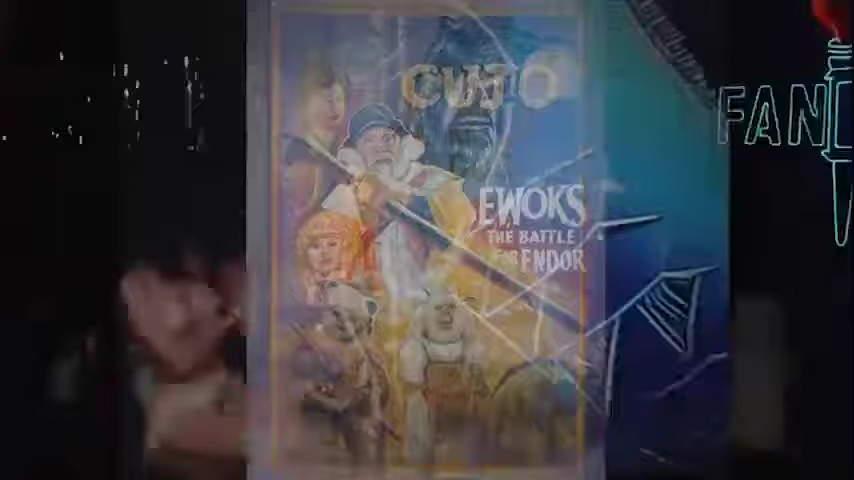 CUJO
FAN
EWOKS
THE BATTLE
FOR ENDOR